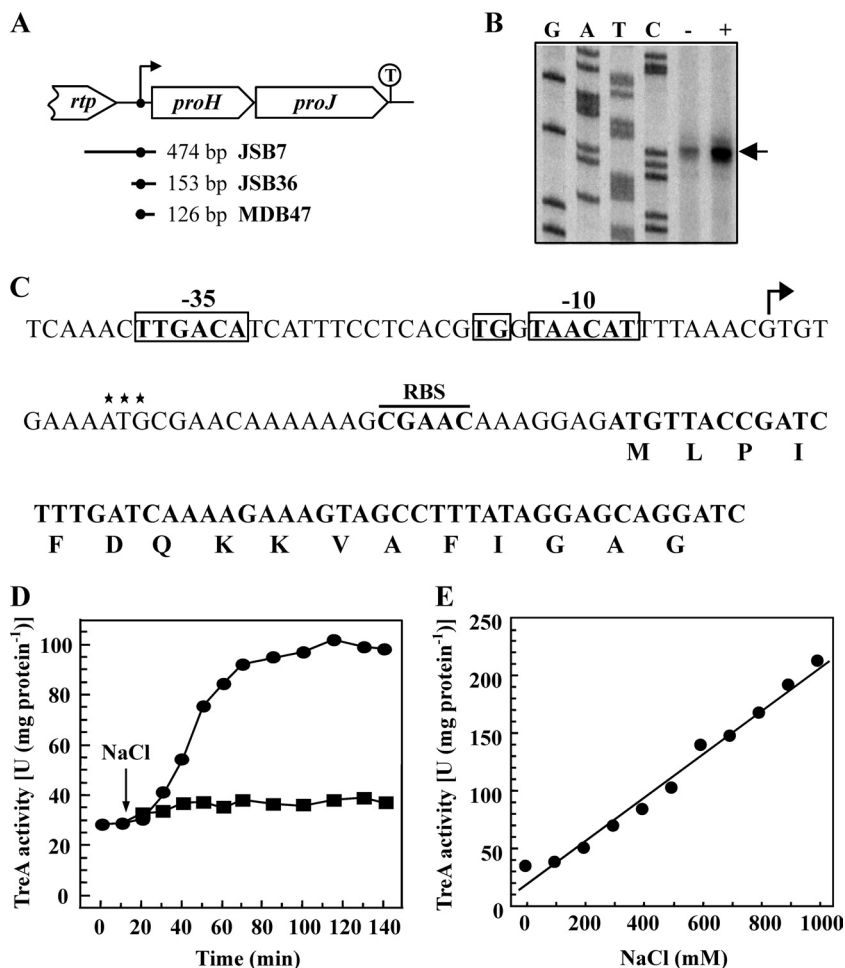 A
rtp proH proJ T
474 bp JSB7
153 bp JSB36
126 bp MDB47
B
G A T C - +
C
-35 -10
TCAAACTTGACATCATTTCCTCACGTGGTAACATTTTAAACGTGT
RBS
GAAAATGCGAACAAAAAAGCGAACAAAGGAGATGTTACCGATC
M L P I
TTTGATCAAAAGAAAGTAGCCTTTATAGGAGCAGGATC
F D Q K K V A F I G A G
D
TreA activity [U (mg protein-1)]
100
80
60
40
20
0
NaCl
0 20 40 60 80 100 120 140
Time (min)
E
TreA activity [U (mg protein-1)]
250
200
150
100
50
0
0 200 400 600 800 1000
NaCl (mM)